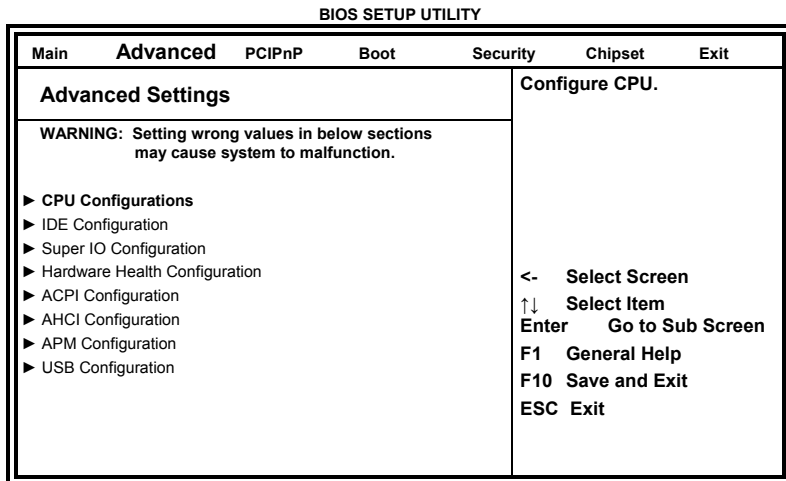 BIOS SETUP UTILITY
Main Advanced PCIPnP Boot Security Chipset Exit
Advanced Settings
WARNING: Setting wrong values in below sections
may cause system to malfunction.
► CPU Configurations
► IDE Configuration
► Super IO Configuration
► Hardware Health Configuration
► ACPI Configuration
► AHCI Configuration
► APM Configuration
► USB Configuration
Configure CPU.
<- Select Screen
↑↓ Select Item
Enter Go to Sub Screen
F1 General Help
F10 Save and Exit
ESC Exit